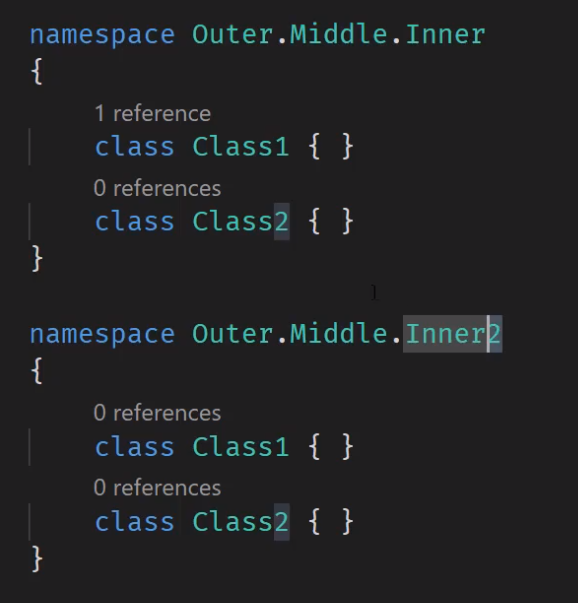 namespace Outer.Middle.Inner
{
1 reference
class Class1 { }
0 references
class Class2 { }
}
namespace Outer.Middle.Inner2
{
0 references
class Class1 { }
0 references
class Class2 { }
}